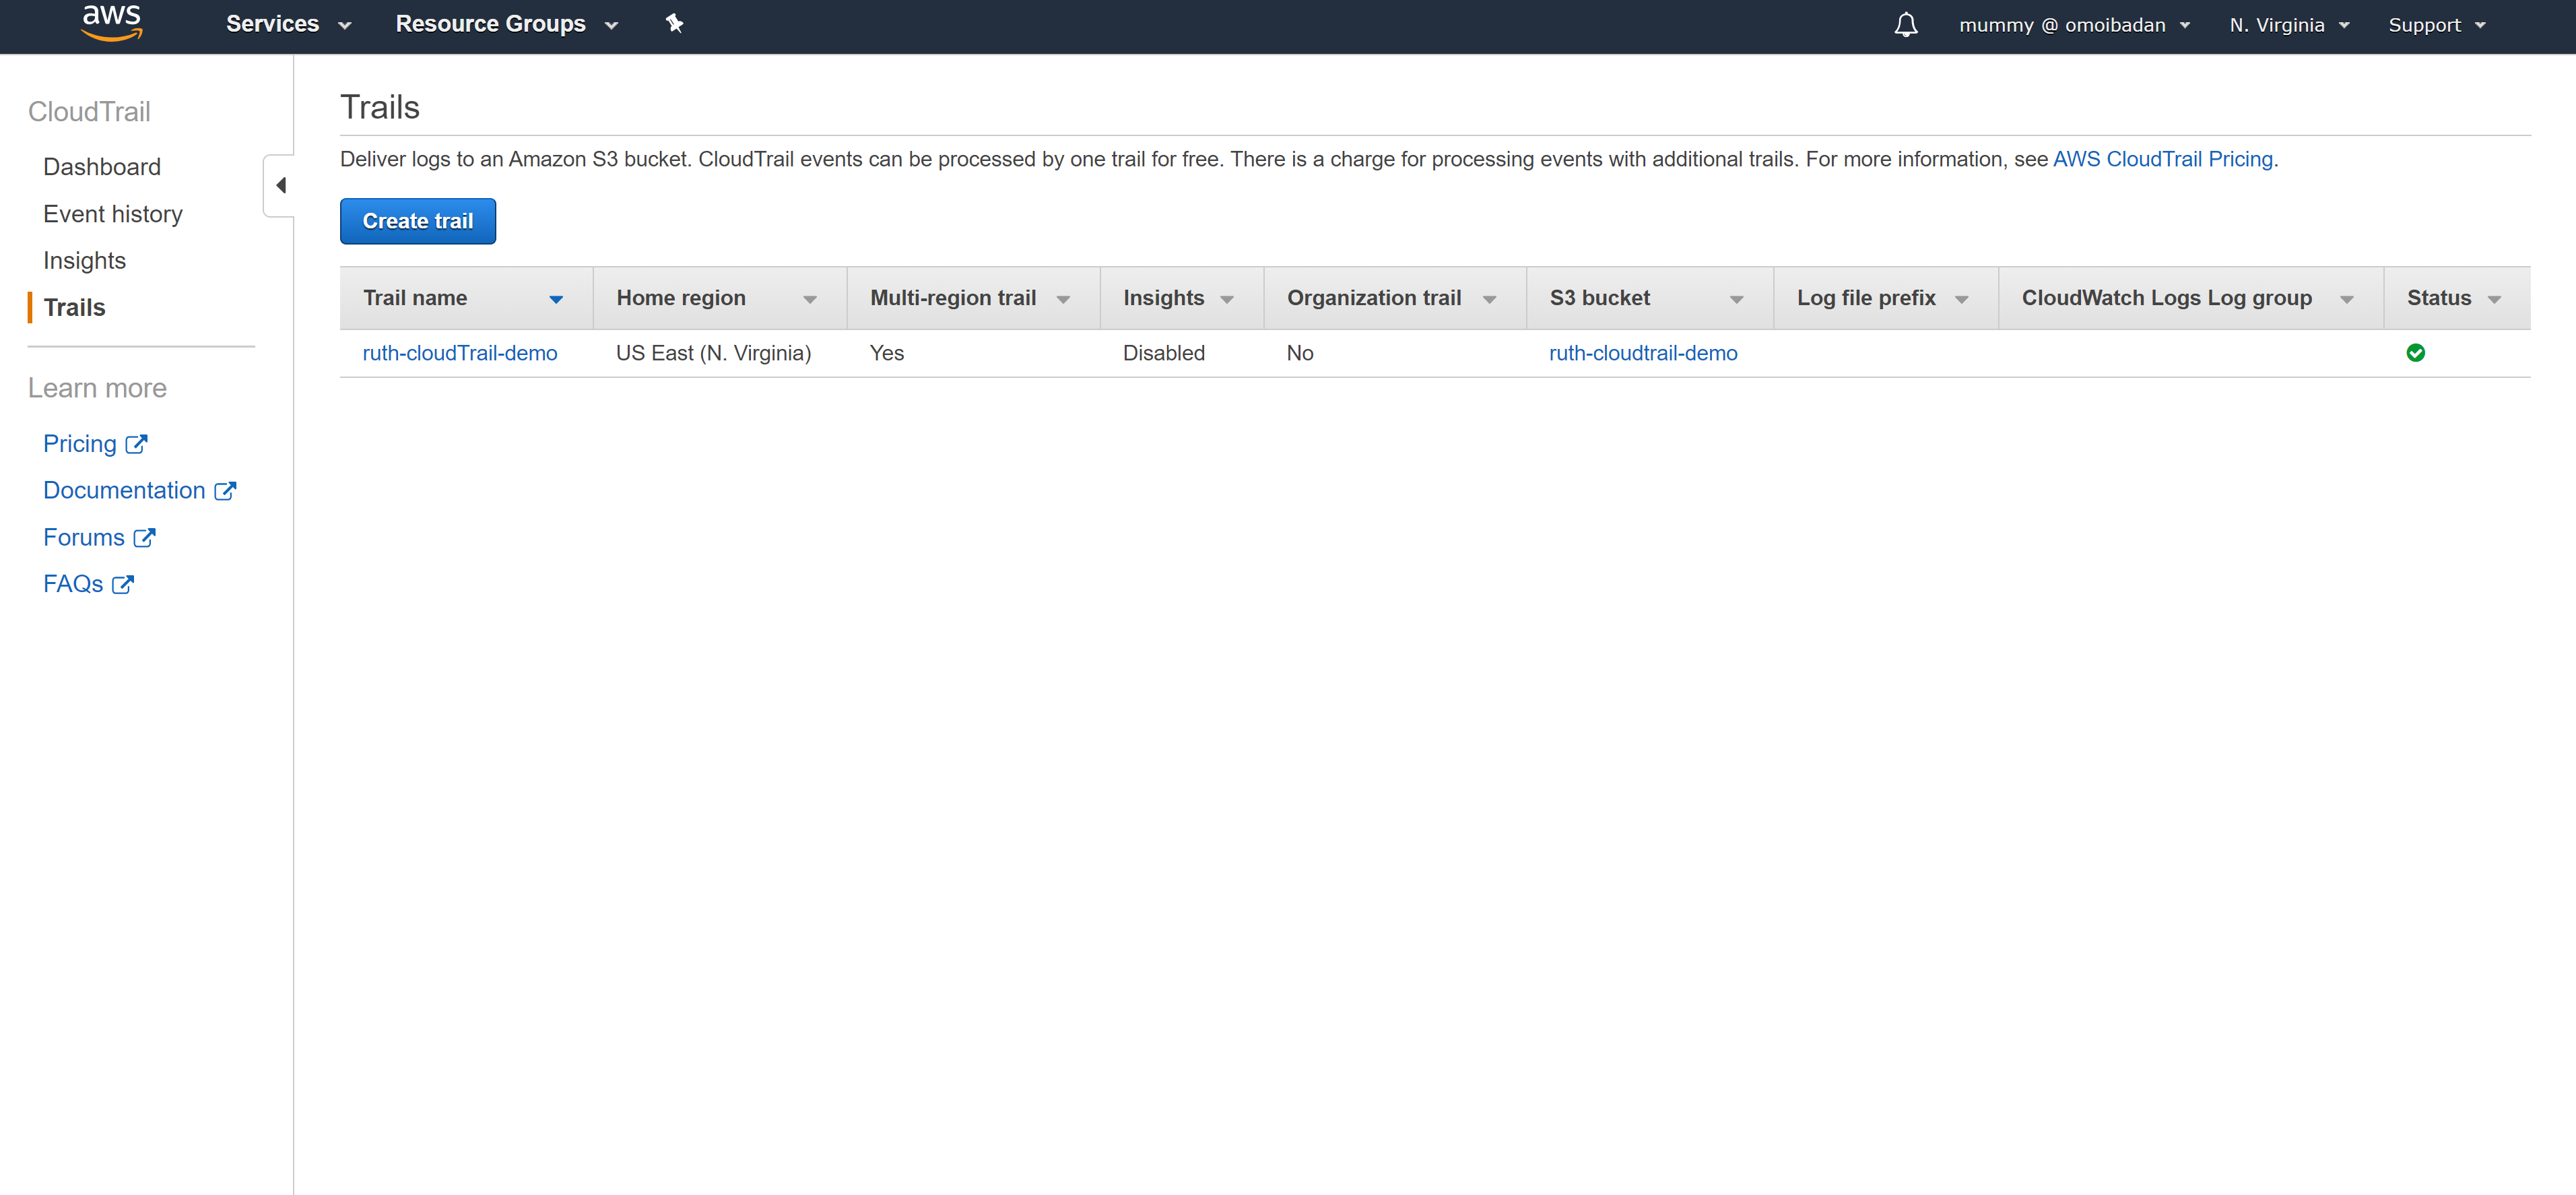 aws Services Resource Groups mummy @ omoibadan N. Virginia Support
CloudTrail
Dashboard
Event history
Insights
Trails
Learn more
Pricing
Documentation
Forums
FAQs
Trails
Deliver logs to an Amazon S3 bucket. CloudTrail events can be processed by one trail for free. There is a charge for processing events with additional trails. For more information, see AWS CloudTrail Pricing.
Create trail
Trail name Home region Multi-region trail Insights Organization trail S3 bucket Log file prefix CloudWatch Logs Log group Status
ruth-cloudTrail-demo US East (N. Virginia) Yes Disabled No ruth-cloudtrail-demo